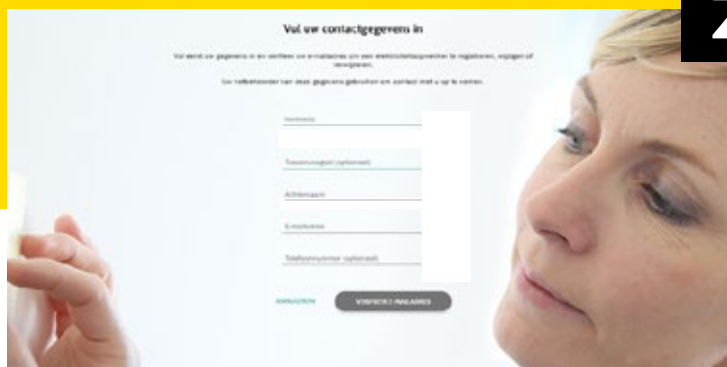 Vul uw contactgegevens in
Vul eerst uw gegevens in en verifieer uw e-mailadres om een elektriciteitsopwekker te registreren, wijzigen of
verwijderen.
Uw netbeheerder kan deze gegevens gebruiken om contact met u op te nemen.
Voornaam
Tussenvoegsel (optioneel)
Achternaam
E-mailadres
Telefoonnummer (optioneel)
ANNULEREN
VERIFIEER E-MAILADRES